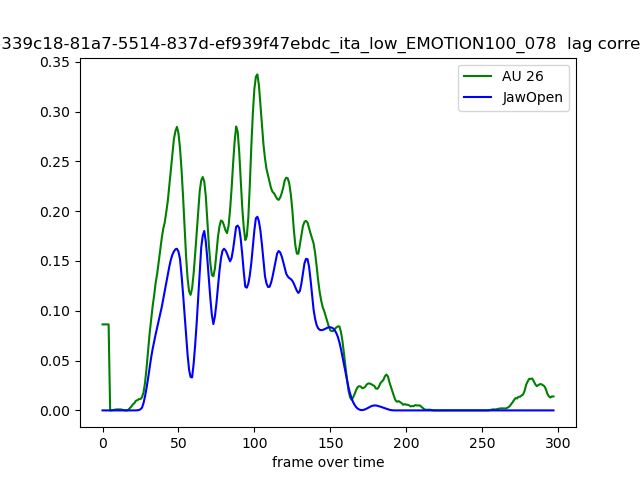 339c18-81a7-5514-837d-ef939f47ebdc_ita_low_EMOTION100_078 lag corre
AU 26
JawOpen
0.35
0.30
0.25
0.20
0.15
0.10
0.05
0.00
0 50 100 150 200 250 300
frame over time